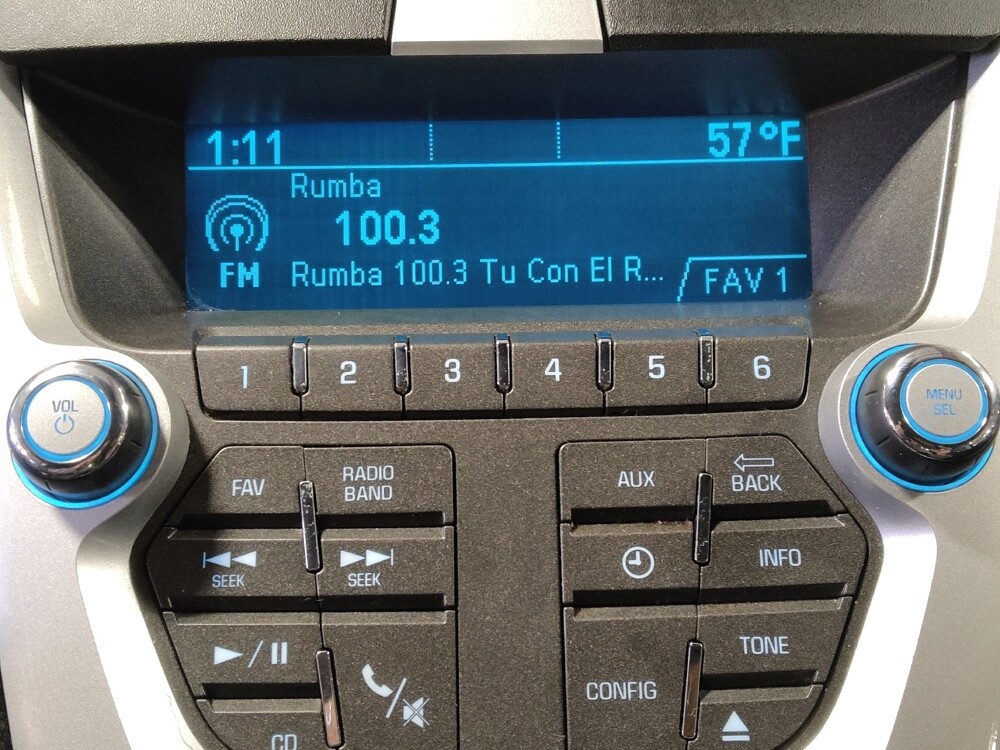 1:11
57°F
Rumba
100.3
FM
Rumba 100.3 Tu Con El R...
FAV 1
1 2 3 4 5 6
VOL
MENU
SEL
FAV
RADIO
BAND
AUX
BACK
SEEK
SEEK
INFO
TONE
CONFIG
CD